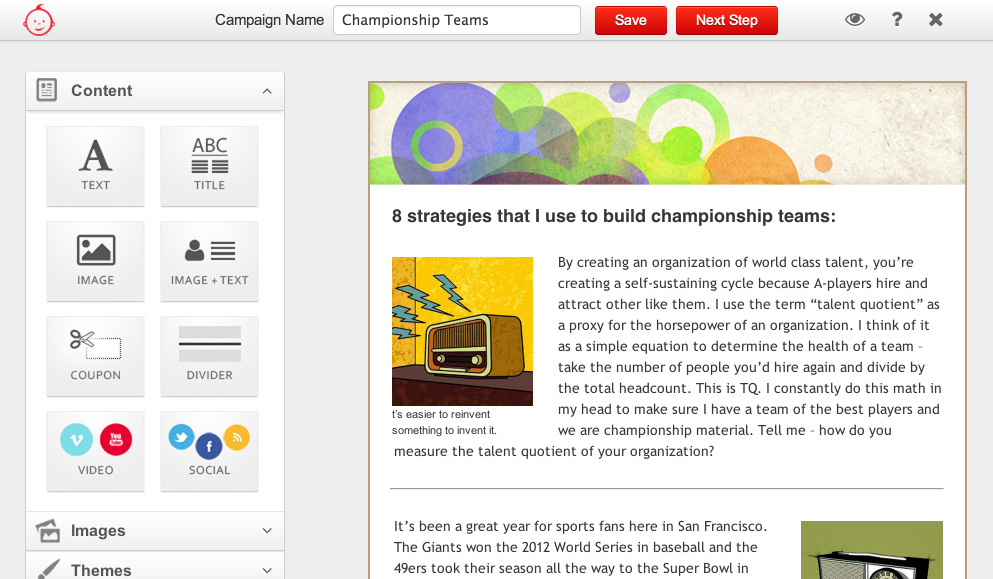 Campaign Name
Championship Teams
Save
Next Step
?
Content
A
TEXT
ABC
TITLE
IMAGE
IMAGE + TEXT
COUPON
DIVIDER
You
Tube
VIDEO
SOCIAL
Images
Themes
8 strategies that I use to build championship teams:
By creating an organization of world class talent, you’re
creating a self-sustaining cycle because A-players hire and
attract other like them. I use the term “talent quotient” as
a proxy for the horsepower of an organization. I think of it
as a simple equation to determine the health of a team -
take the number of people you’d hire again and divide by
the total headcount. This is TQ. I constantly do this math in
my head to make sure I have a team of the best players and
we are championship material. Tell me - how do you
measure the talent quotient of your organization?
t’s easier to reinvent
something to invent it.
It’s been a great year for sports fans here in San Francisco.
The Giants won the 2012 World Series in baseball and the
49ers took their season all the way to the Super Bowl in